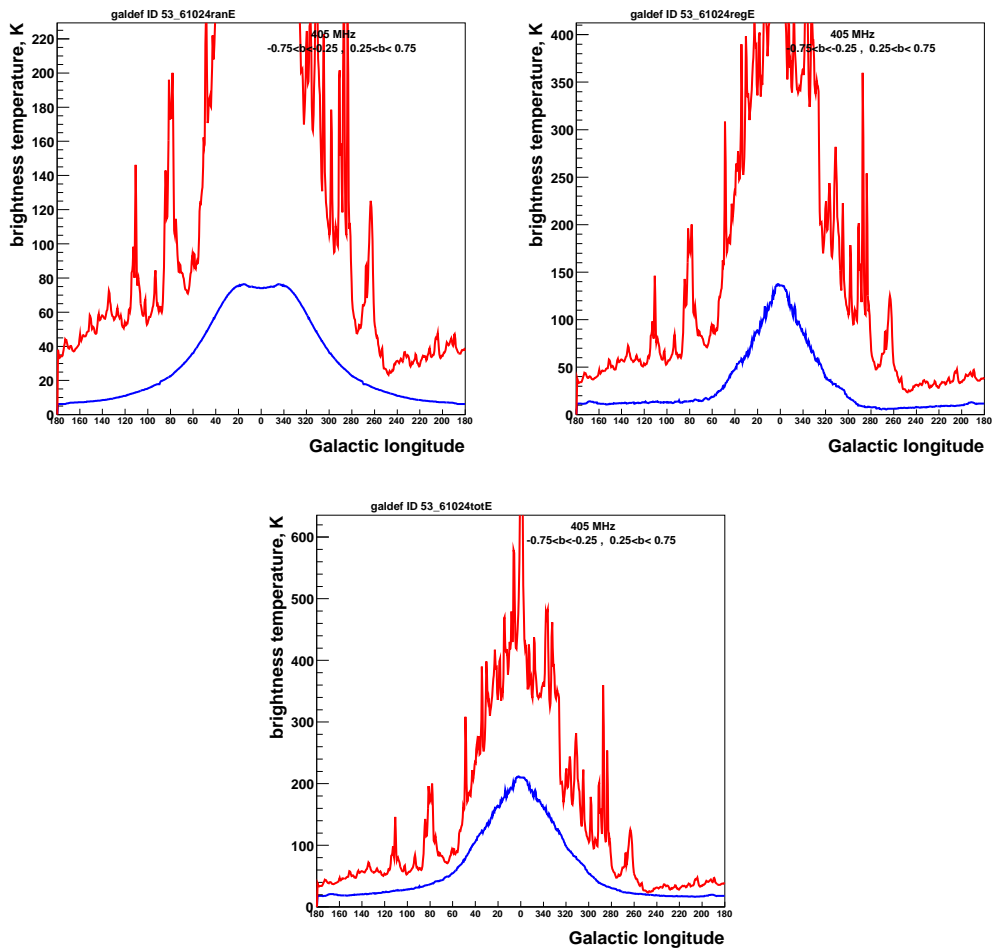 galdef ID 53_61024ranE
405 MHz
-0.75<b<-0.25 , 0.25<b< 0.75
brightness temperature, K
220
200
180
160
140
120
100
80
60
40
20
0
180 160 140 120 100 80 60 40 20 0 340 320 300 280 260 240 220 200 180
Galactic longitude
galdef ID 53_61024regE
405 MHz
-0.75<b<-0.25 , 0.25<b< 0.75
brightness temperature, K
400
350
300
250
200
150
100
50
0
180 160 140 120 100 80 60 40 20 0 340 320 300 280 260 240 220 200 180
Galactic longitude
galdef ID 53_61024totE
405 MHz
-0.75<b<-0.25 , 0.25<b< 0.75
brightness temperature, K
600
500
400
300
200
100
0
180 160 140 120 100 80 60 40 20 0 340 320 300 280 260 240 220 200 180
Galactic longitude